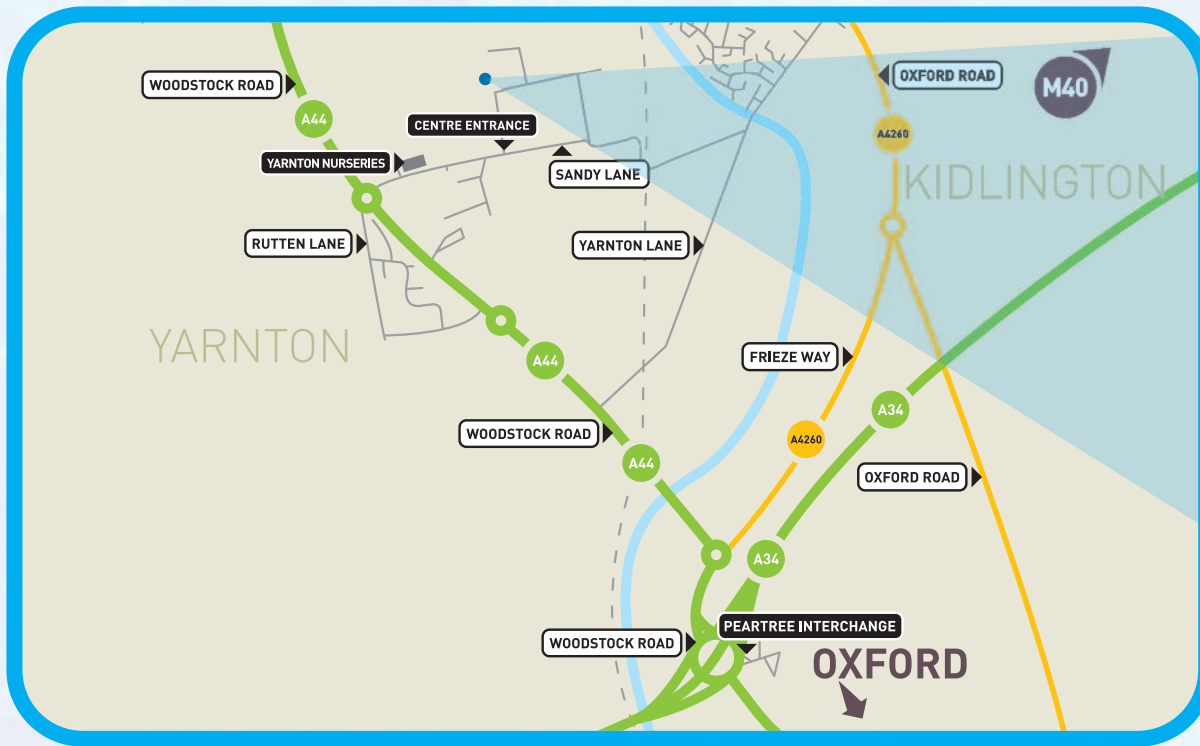 WOODSTOCK ROAD
OXFORD ROAD
M40
A44
CENTRE ENTRANCE
A4260
YARNTON NURSERIES
SANDY LANE
KIDLINGTON
RUTTEN LANE
YARNTON LANE
YARNTON
FRIEZE WAY
A44
A34
WOODSTOCK ROAD
A4260
A44
OXFORD ROAD
A34
PEARTREE INTERCHANGE
WOODSTOCK ROAD
OXFORD